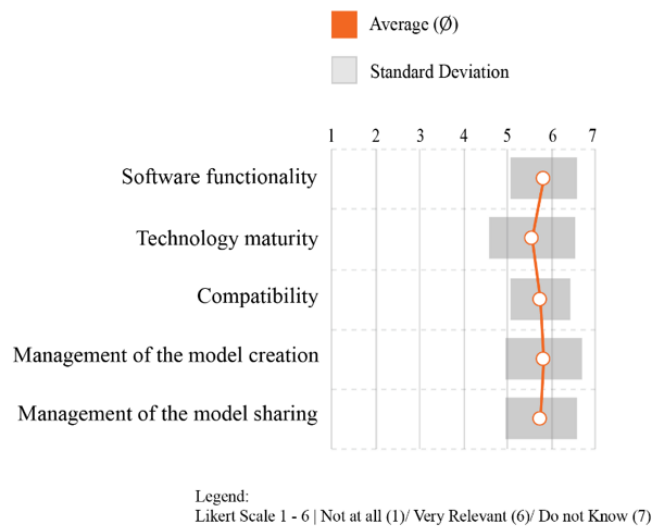 Average (Ø)
Standard Deviation
1 2 3 4 5 6 7
Software functionality
Technology maturity
Compatibility
Management of the model creation
Management of the model sharing
Legend:
Likert Scale 1 - 6 | Not at all (1)/ Very Relevant (6)/ Do not Know (7)